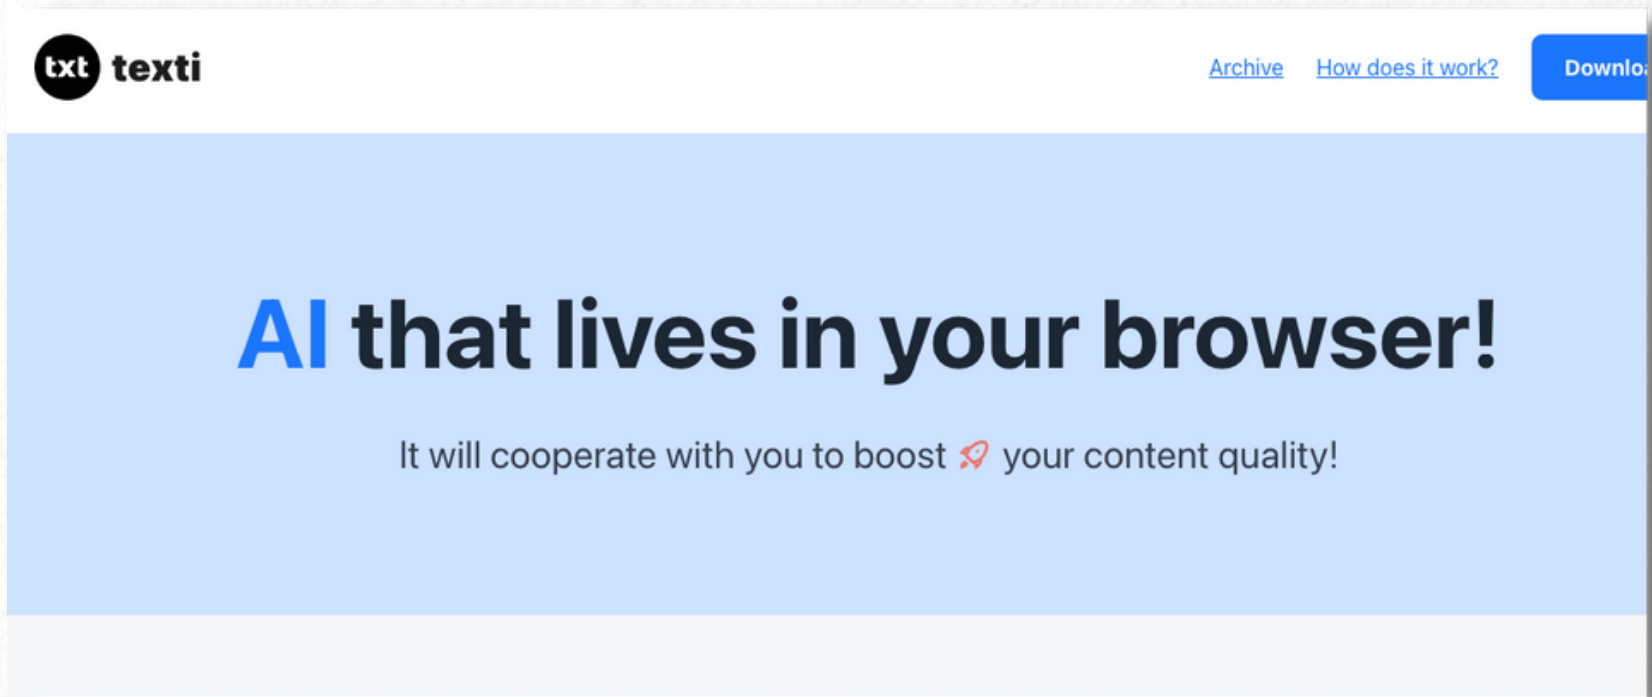 txt texti
Archive How does it work?
AI that lives in your browser!
It will cooperate with you to boost 🚀 your content quality!